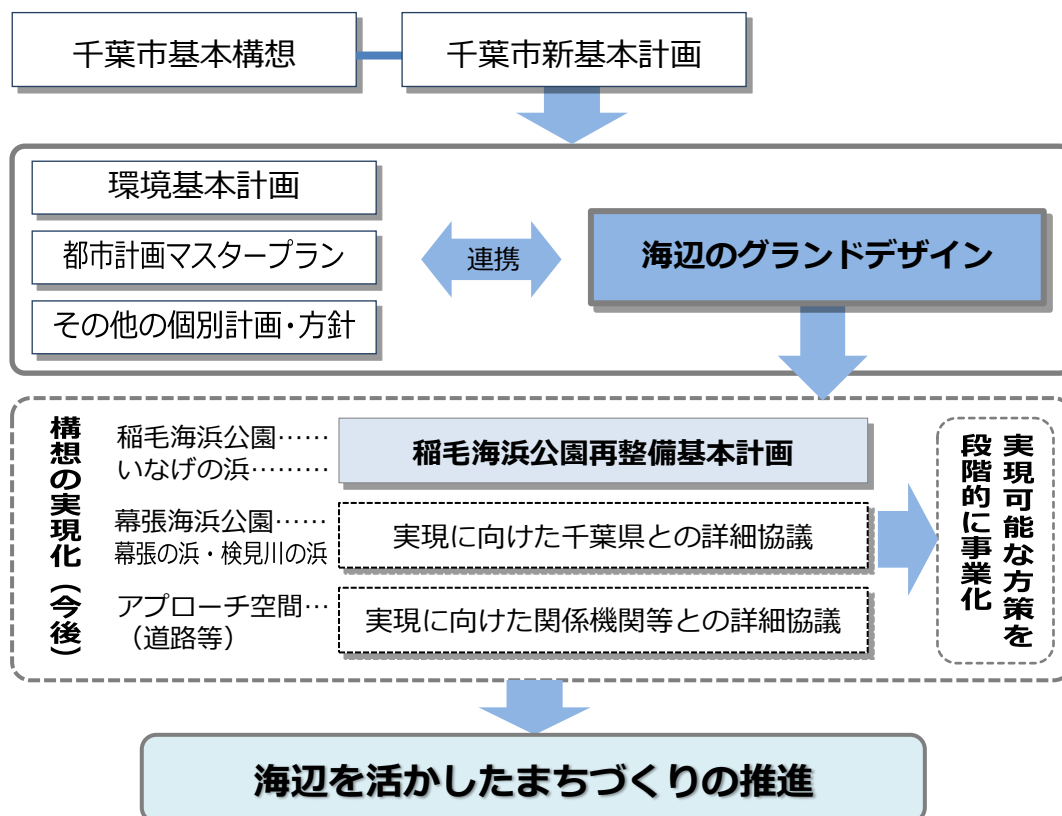 千葉市基本構想
千葉市新基本計画
環境基本計画
都市計画マスタープラン
その他の個別計画・方針
連携
海辺のグランドデザイン
構想の実現化（今後）
稲毛海浜公園……
いなげの浜………
稲毛海浜公園再整備基本計画
幕張海浜公園……
幕張の浜・検見川の浜
実現に向けた千葉県との詳細協議
アプローチ空間…
（道路等）
実現に向けた関係機関等との詳細協議
実現可能な方策を
段階的に事業化
海辺を活かしたまちづくりの推進